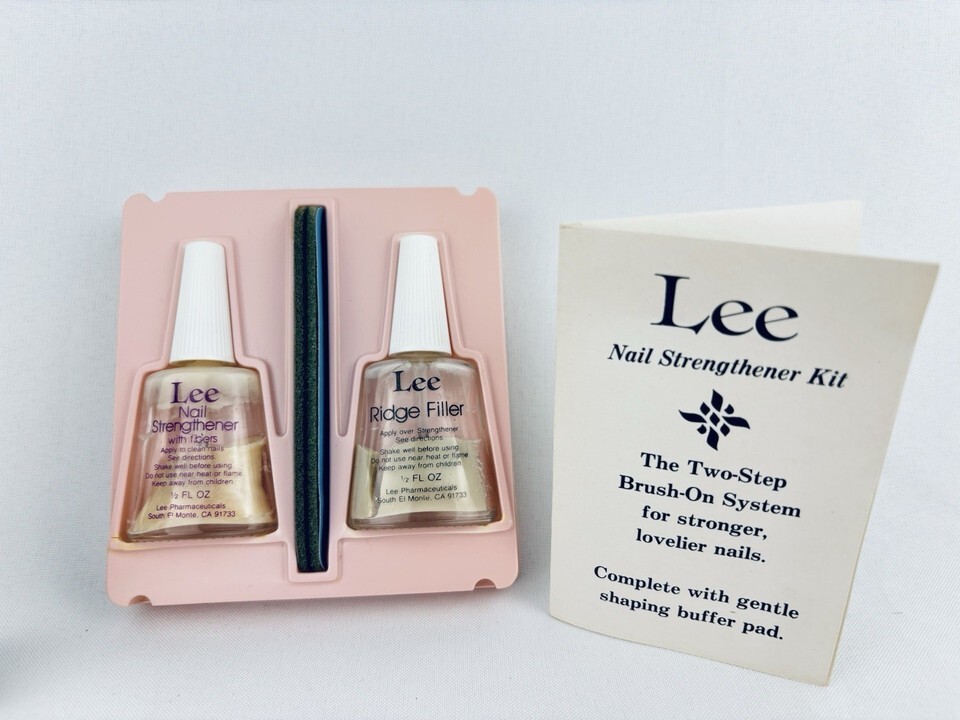 Lee
Nail
Strengthener
with fibers
Apply to clean nails
See directions.
Shake well before using.
Do not use near heat or flame
Keep away from children.
½ FL OZ
Lee Pharmaceuticals
South El Monte, CA 91733
Lee
Ridge Filler
Apply over Strengthener
See directions.
Shake well before using.
Do not use near heat or flame
Keep away from children.
½ FL OZ
Lee Pharmaceuticals
South El Monte, CA 91733
Lee
Nail Strengthener Kit
The Two-Step
Brush-On System
for stronger,
lovelier nails.
Complete with gentle
shaping buffer pad.